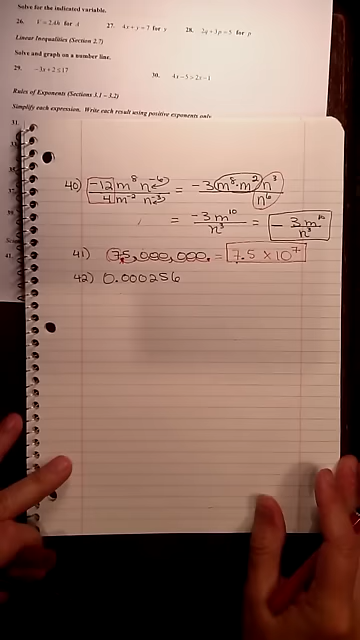 Solve for the indicated variable.
26. V = 2Ah for A 27. 4x + y = 7 for y 28. 2q + 3p = 5 for p
Linear Inequalities (Section 2.7)
Solve and graph on a number line.
29. −3x + 2 ≤ 17 30. 4x − 5 > 2x − 1
Rules of Exponents (Sections 3.1 – 3.2)
Simplify each expression. Write each result using positive exponents only.
31.
40) -12m^8 n^-6 / 4m^-2 n^-3 = -3(m^8·m^2)n^3 / n^6
= -3m^10 / n^3 = - 3m^10 / n^3
41) 75,000,000. = 7.5 × 10^7
41.
42) 0.000256